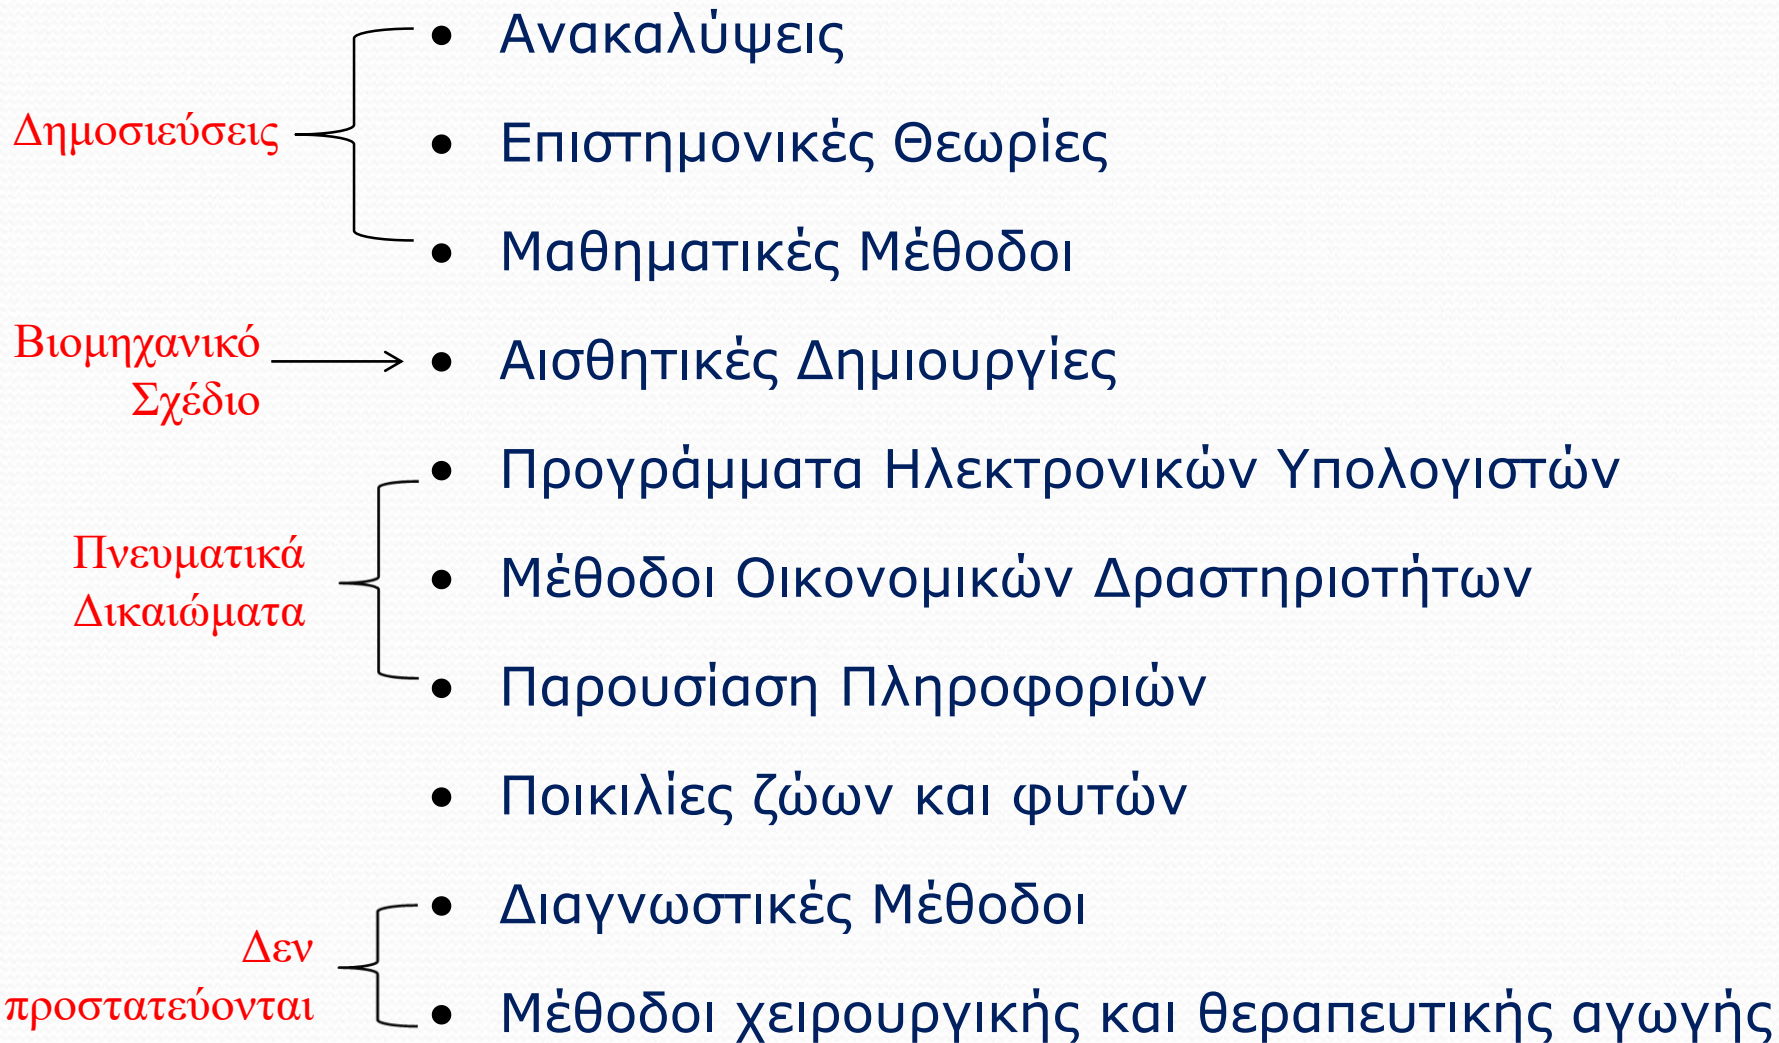 Ανακαλύψεις
Δημοσιεύσεις
Επιστημονικές Θεωρίες
Μαθηματικές Μέθοδοι
Βιομηχανικό
Σχέδιο
Αισθητικές Δημιουργίες
Προγράμματα Ηλεκτρονικών Υπολογιστών
Πνευματικά
Δικαιώματα
Μέθοδοι Οικονομικών Δραστηριοτήτων
Παρουσίαση Πληροφοριών
Ποικιλίες ζώων και φυτών
Διαγνωστικές Μέθοδοι
Δεν
προστατεύονται
Μέθοδοι χειρουργικής και θεραπευτικής αγωγής